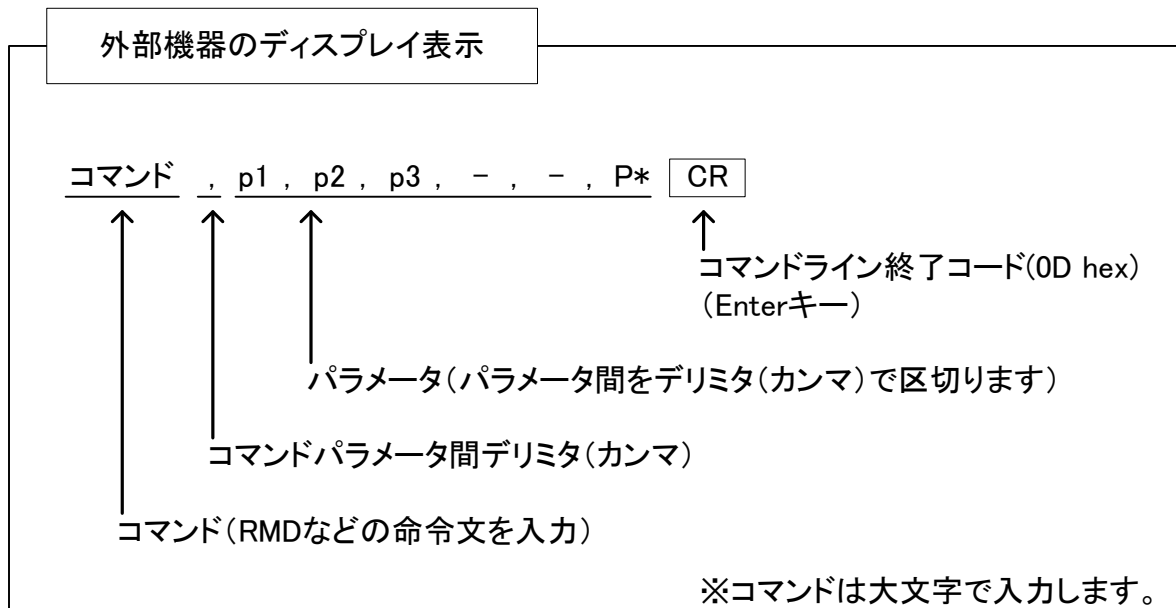 外部機器のディスプレイ表示
コマンド , p1 , p2 , p3 , － , － , P* CR
コマンドライン終了コード(0D hex)
(Enterキー)
パラメータ(パラメータ間をデリミタ(カンマ)で区切ります)
コマンドパラメータ間デリミタ(カンマ)
コマンド(RMDなどの命令文を入力)
※コマンドは大文字で入力します。